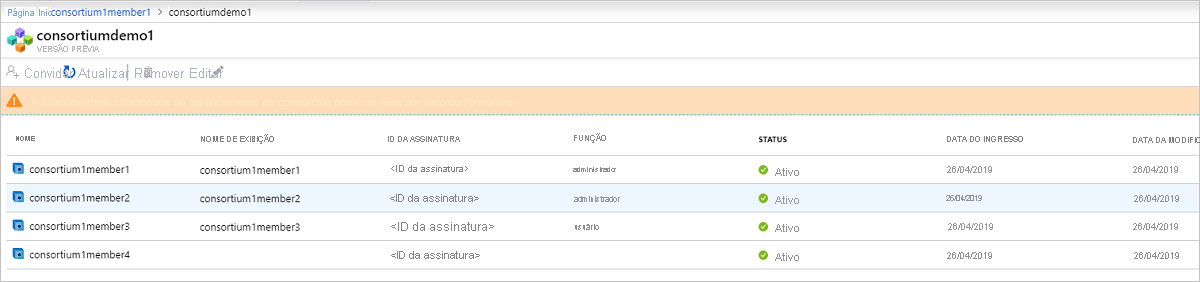 Página Inic consortium1member1 > consortiumdemo1
consortiumdemo1
VERSÃO PRÉVIA
Convidar Atualizar Remover Editar
NOME NOME DE EXIBIÇÃO ID DA ASSINATURA FUNÇÃO STATUS DATA DO INGRESSO DATA DA MODIFIC
consortium1member1 consortium1member1 <ID da assinatura> administrador Ativo 26/04/2019 26/04/2019
consortium1member2 consortium1member2 <ID da assinatura> administrador Ativo 26/04/2019 26/04/2019
consortium1member3 consortium1member3 <ID da assinatura> usuário Ativo 26/04/2019 26/04/2019
consortium1member4 <ID da assinatura> Ativo 26/04/2019 26/04/2019